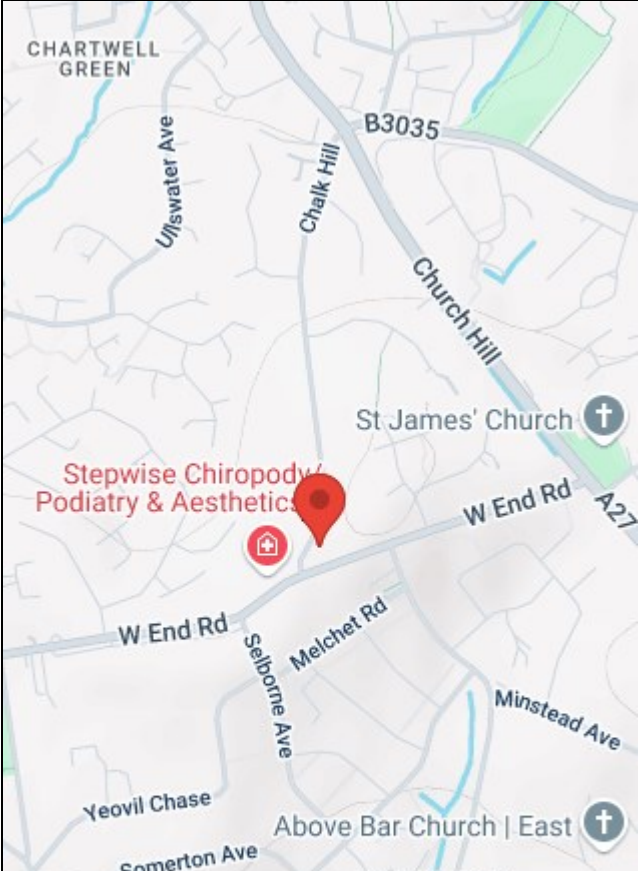 CHARTWELL
GREEN
B3035
Ullswater Ave
Chalk Hill
Church Hill
St James' Church
Stepwise Chiropody/
Podiatry & Aesthetics
W End Rd
A27
W End Rd
Melchet Rd
Selborne Ave
Minstead Ave
Yeovil Chase
Above Bar Church | East
Somerton Ave